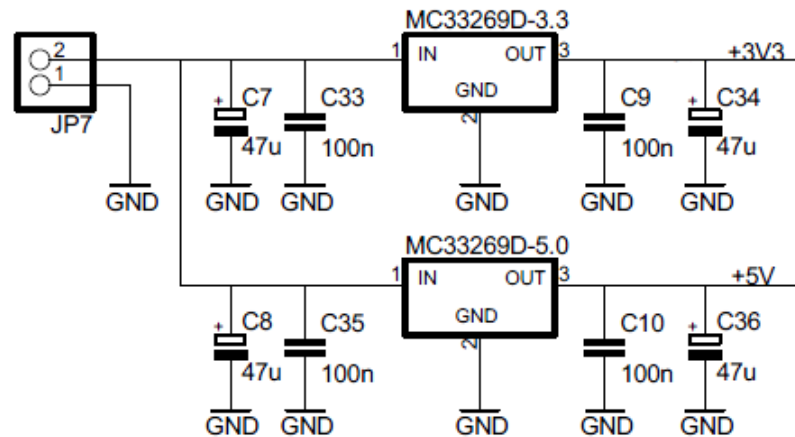 MC33269D-3.3
2
1
JP7
GND
+
C7
47u
C33
100n
1
IN
OUT
3
GND
2
+3V3
C9
100n
+
C34
47u
GND
GND
GND
GND
GND
MC33269D-5.0
1
IN
OUT
3
GND
2
+5V
+
C8
47u
C35
100n
C10
100n
+
C36
47u
GND
GND
GND
GND
GND